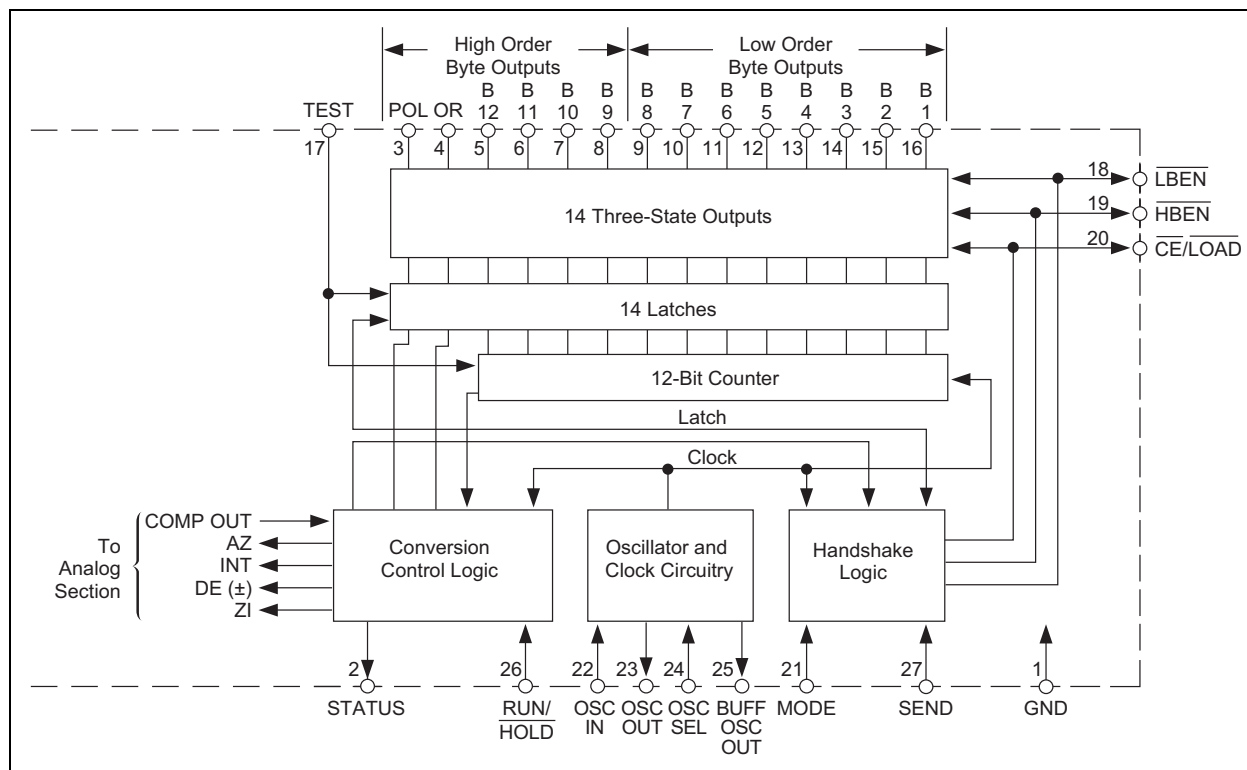 High Order
Byte Outputs
Low Order
Byte Outputs
B B B B B B B B B B B B
TEST POL OR 12 11 10 9 8 7 6 5 4 3 2 1
17 3 4 5 6 7 8 9 10 11 12 13 14 15 16
18 LBEN
14 Three-State Outputs
19 HBEN
20 CE/LOAD
14 Latches
12-Bit Counter
Latch
Clock
COMP OUT
AZ
INT
DE (±)
ZI
To
Analog
Section
Conversion
Control Logic
Oscillator and
Clock Circuitry
Handshake
Logic
2 26 22 23 24 25 21 27 1
STATUS
RUN/
HOLD
OSC
IN
OSC
OUT
OSC
SEL
BUFF
OSC
OUT
MODE
SEND
GND